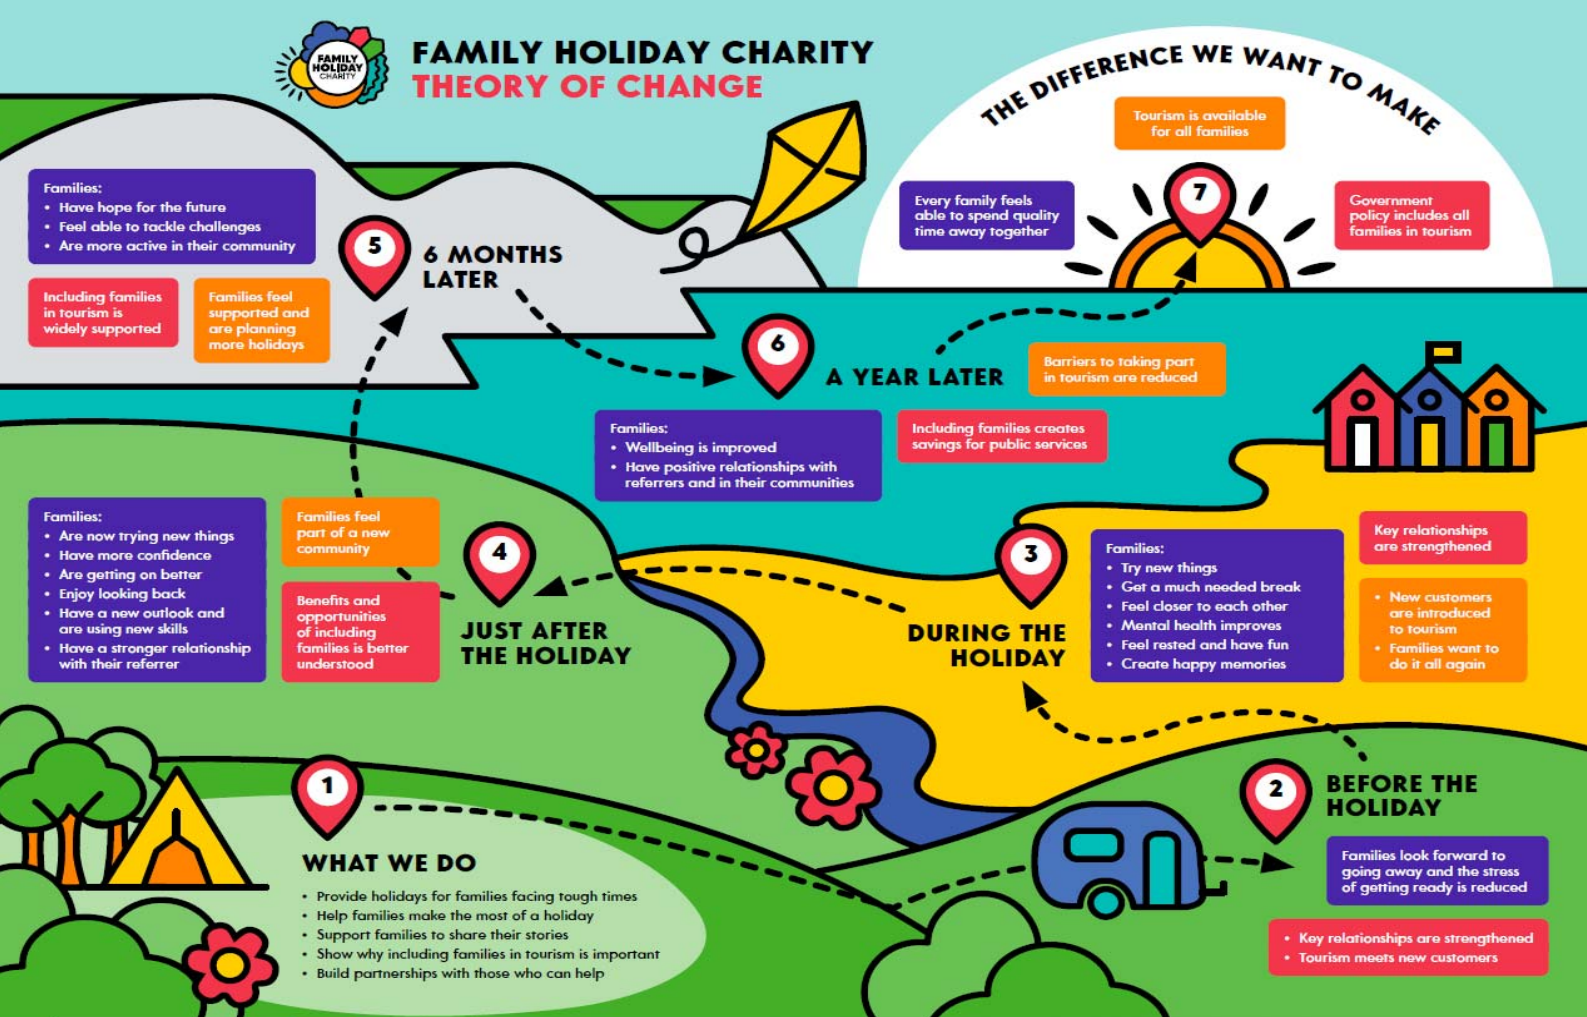 FAMILY
HOLIDAY
CHARITY
FAMILY HOLIDAY CHARITY
THEORY OF CHANGE
THE DIFFERENCE WE WANT TO MAKE
Tourism is available
for all families
7
Every family feels
able to spend quality
time away together
Government
policy includes all
families in tourism
Families:
• Have hope for the future
• Feel able to tackle challenges
• Are more active in their community
5
6 MONTHS
LATER
Including families
in tourism is
widely supported
Families feel
supported and
are planning
more holidays
6
A YEAR LATER
Barriers to taking part
in tourism are reduced
Families:
• Wellbeing is improved
• Have positive relationships with
referrers and in their communities
Including families creates
savings for public services
Families:
• Are now trying new things
• Have more confidence
• Are getting on better
• Enjoy looking back
• Have a new outlook and
are using new skills
• Have a stronger relationship
with their referrer
Families feel
part of a new
community
Benefits and
opportunities
of including
families is better
understood
4
JUST AFTER
THE HOLIDAY
3
DURING THE
HOLIDAY
Families:
• Try new things
• Get a much needed break
• Feel closer to each other
• Mental health improves
• Feel rested and have fun
• Create happy memories
Key relationships
are strengthened
• New customers
are introduced
to tourism
• Families want to
do it all again
1
WHAT WE DO
• Provide holidays for families facing tough times
• Help families make the most of a holiday
• Support families to share their stories
• Show why including families in tourism is important
• Build partnerships with those who can help
2
BEFORE THE
HOLIDAY
Families look forward to
going away and the stress
of getting ready is reduced
• Key relationships are strengthened
• Tourism meets new customers